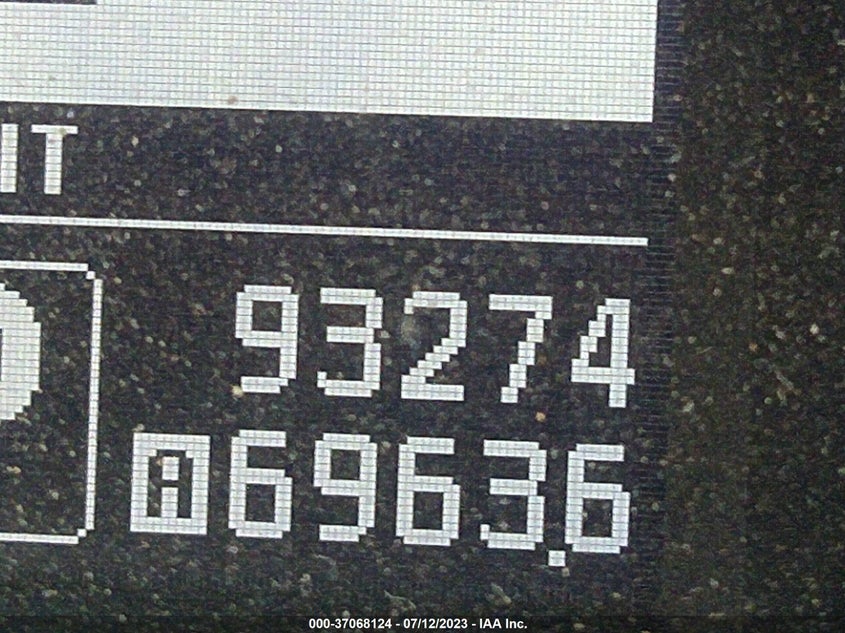 IT
93274
A 6963.6
000-37068124 - 07/12/2023 - IAA Inc.